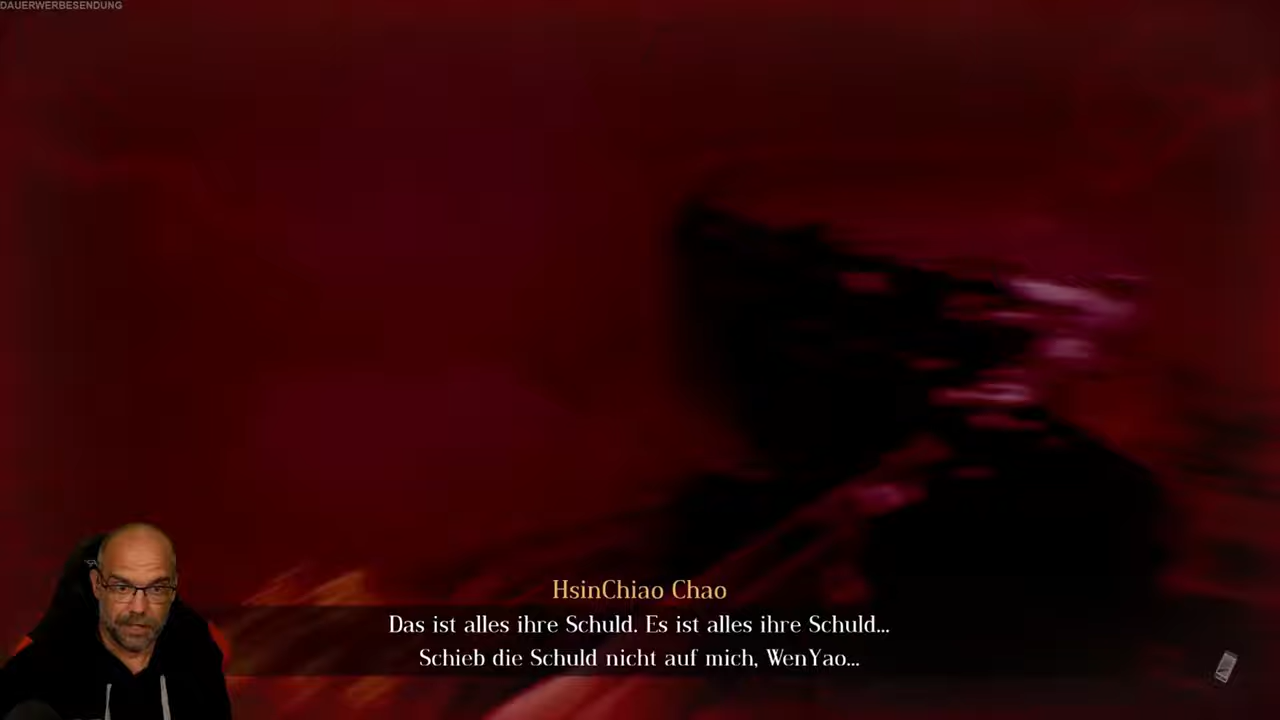 DAUERWERBESENDUNG
HsinChiao Chao
Das ist alles ihre Schuld. Es ist alles ihre Schuld...
Schieb die Schuld nicht auf mich, WenYao...